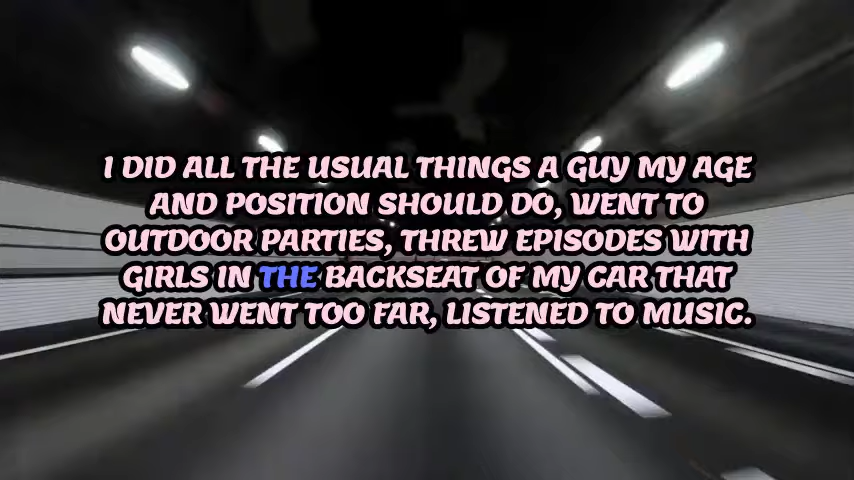 I DID ALL THE USUAL THINGS A GUY MY AGE
AND POSITION SHOULD DO, WENT TO
OUTDOOR PARTIES, THREW EPISODES WITH
GIRLS IN THE BACKSEAT OF MY CAR THAT
NEVER WENT TOO FAR, LISTENED TO MUSIC.